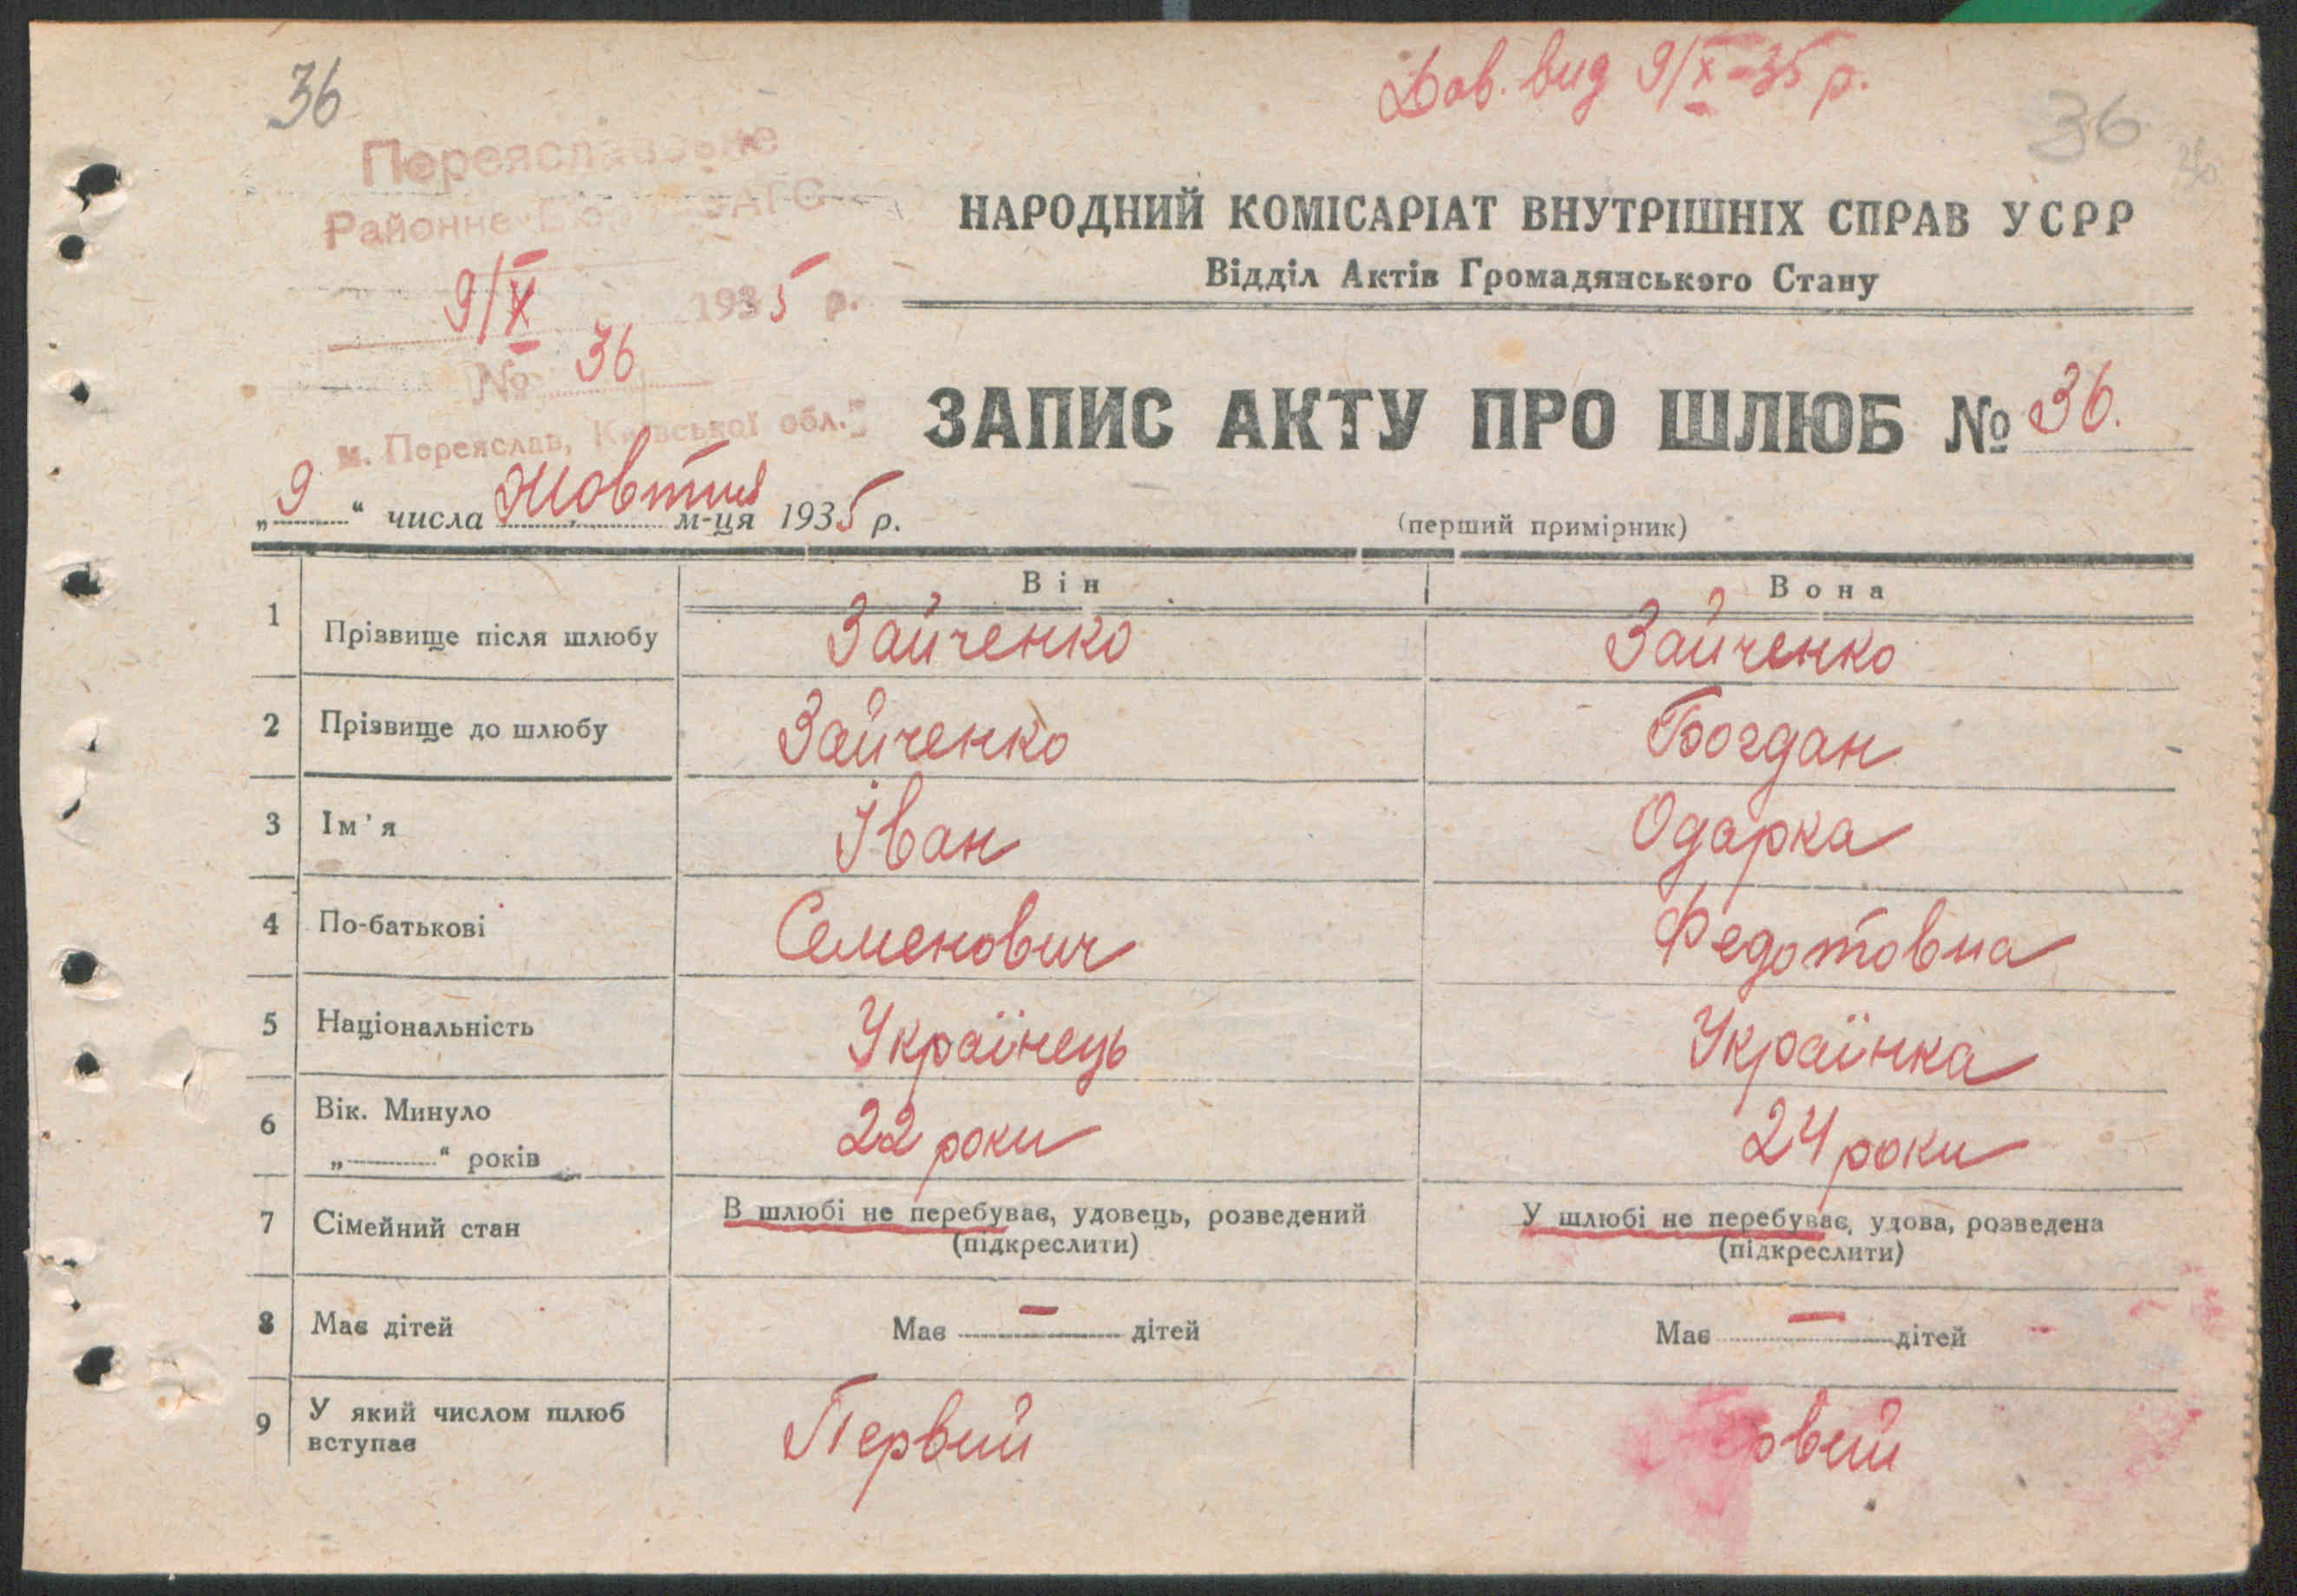 36
Дов. вид 9/X-35 р.
36
36
Переяславське
Районне Бюро ЗАГС
9/X 1935 р.
№ 36
м. Переяслав, Київської обл.
НАРОДНИЙ КОМІСАРІАТ ВНУТРІШНІХ СПРАВ УСРР
Відділ Актів Громадянського Стану
ЗАПИС АКТУ ПРО ШЛЮБ № 36.
„9“ числа Жовтня м-ця 1935 р.
(перший примірник)
Він Вона
1 Прізвище після шлюбу Зайченко Зайченко
2 Прізвище до шлюбу Зайченко Богдан
3 Ім'я Іван Одарка
4 По-батькові Семенович Федотовна
5 Національність Українець Українка
6 Вік. Минуло
„——“ років 22 роки 24 роки
7 Сімейний стан В шлюбі не перебуває, удовець, розведений У шлюбі не перебуває, удова, розведена
(підкреслити) (підкреслити)
8 Має дітей Має — дітей Має — дітей
9 У який числом шлюб
вступає Первий